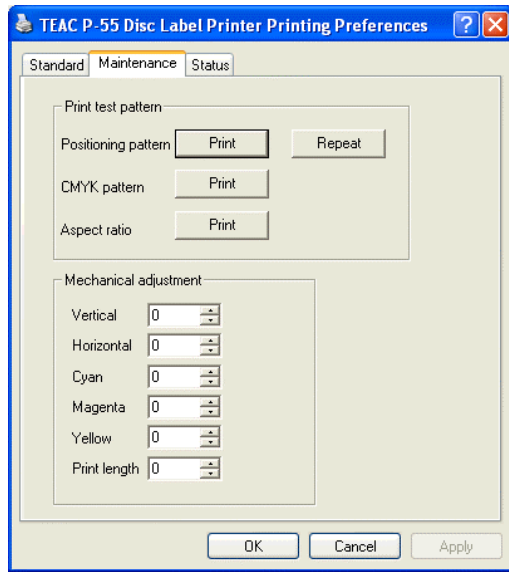 TEAC P-55 Disc Label Printer Printing Preferences
Standard Maintenance Status
Print test pattern
Positioning pattern Print Repeat
CMYK pattern Print
Aspect ratio Print
Mechanical adjustment
Vertical 0
Horizontal 0
Cyan 0
Magenta 0
Yellow 0
Print length 0
OK Cancel Apply